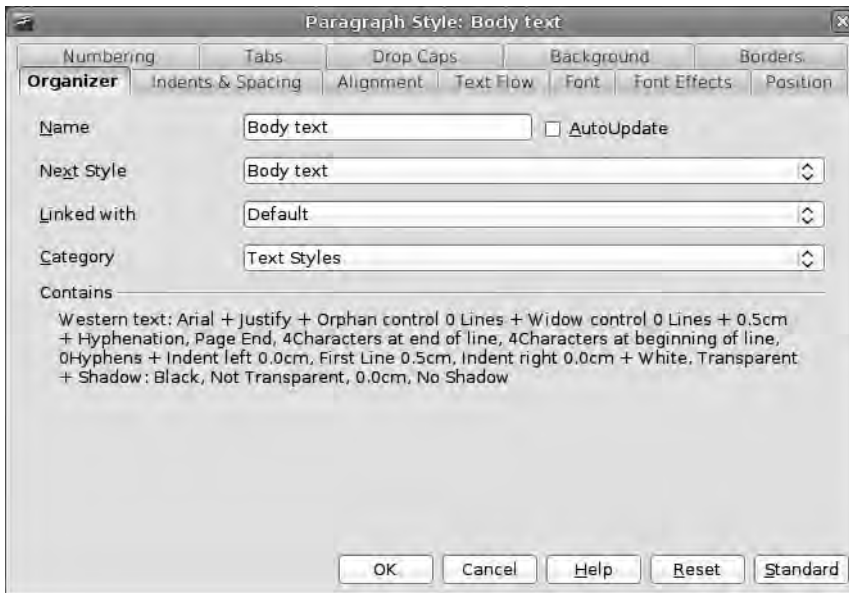 Paragraph Style: Body text
Numbering Tabs Drop Caps Background Borders
Organizer Indents & Spacing Alignment Text Flow Font Font Effects Position
Name Body text AutoUpdate
Next Style Body text
Linked with Default
Category Text Styles
Contains
Western text: Arial + Justify + Orphan control 0 Lines + Widow control 0 Lines + 0.5cm
+ Hyphenation, Page End, 4Characters at end of line, 4Characters at beginning of line,
0Hyphens + Indent left 0.0cm, First Line 0.5cm, Indent right 0.0cm + White, Transparent
+ Shadow: Black, Not Transparent, 0.0cm, No Shadow
OK Cancel Help Reset Standard